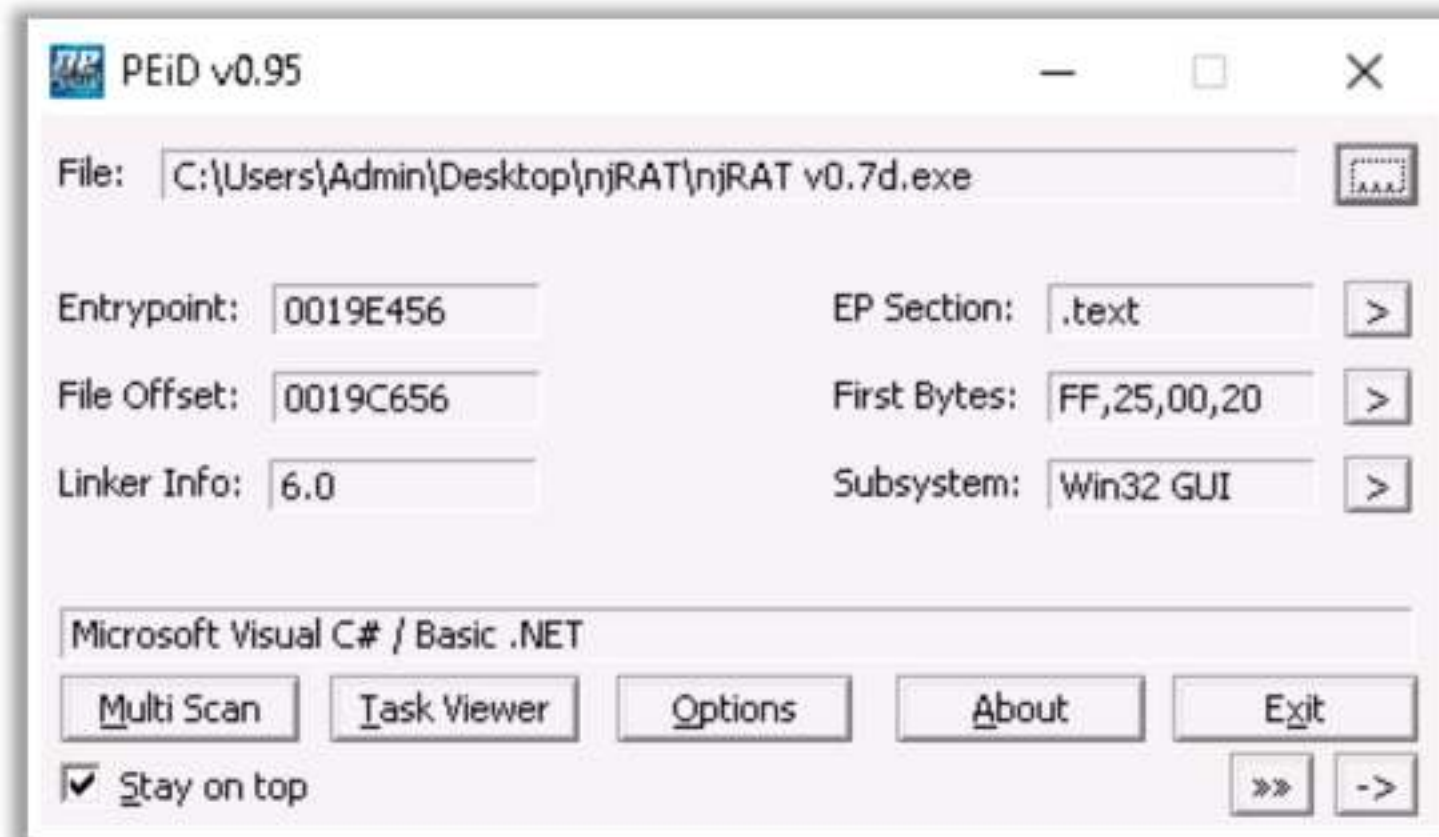 PEiD v0.95
File: C:\Users\Admin\Desktop\njRAT\njRAT v0.7d.exe ...
Entrypoint: 0019E456 EP Section: .text >
File Offset: 0019C656 First Bytes: FF,25,00,20 >
Linker Info: 6.0 Subsystem: Win32 GUI >
Microsoft Visual C# / Basic .NET
Multi Scan Task Viewer Options About Exit
Stay on top »» ->